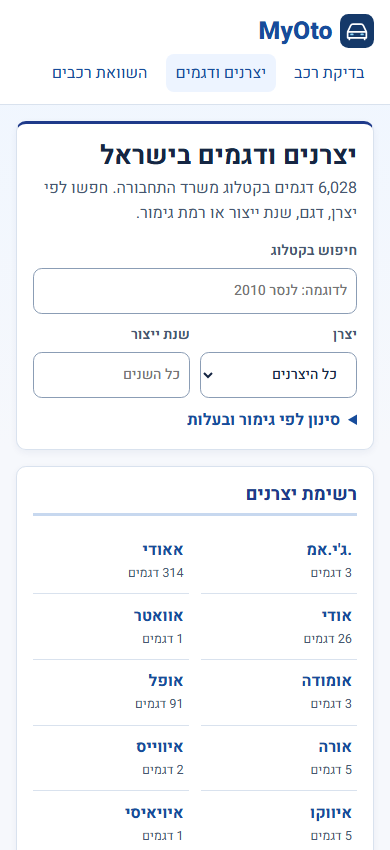 MyOto
בדיקת רכב
יצרנים ודגמים
השוואת רכבים
יצרנים ודגמים בישראל
6,028 דגמים בקטלוג משרד התחבורה. חפשו לפי
יצרן, דגם, שנת ייצור או רמת גימור.
חיפוש בקטלוג
לדוגמה: לנסר 2010
יצרן
שנת ייצור
כל היצרנים
כל השנים
סינון לפי גימור ובעלות
רשימת יצרנים
.ג'י.אמ
3 דגמים
אאודי
314 דגמים
אודי
26 דגמים
אוואטר
1 דגמים
אומודה
3 דגמים
אופל
91 דגמים
אורה
5 דגמים
איווייס
2 דגמים
איווקו
5 דגמים
איויאיסי
1 דגמים